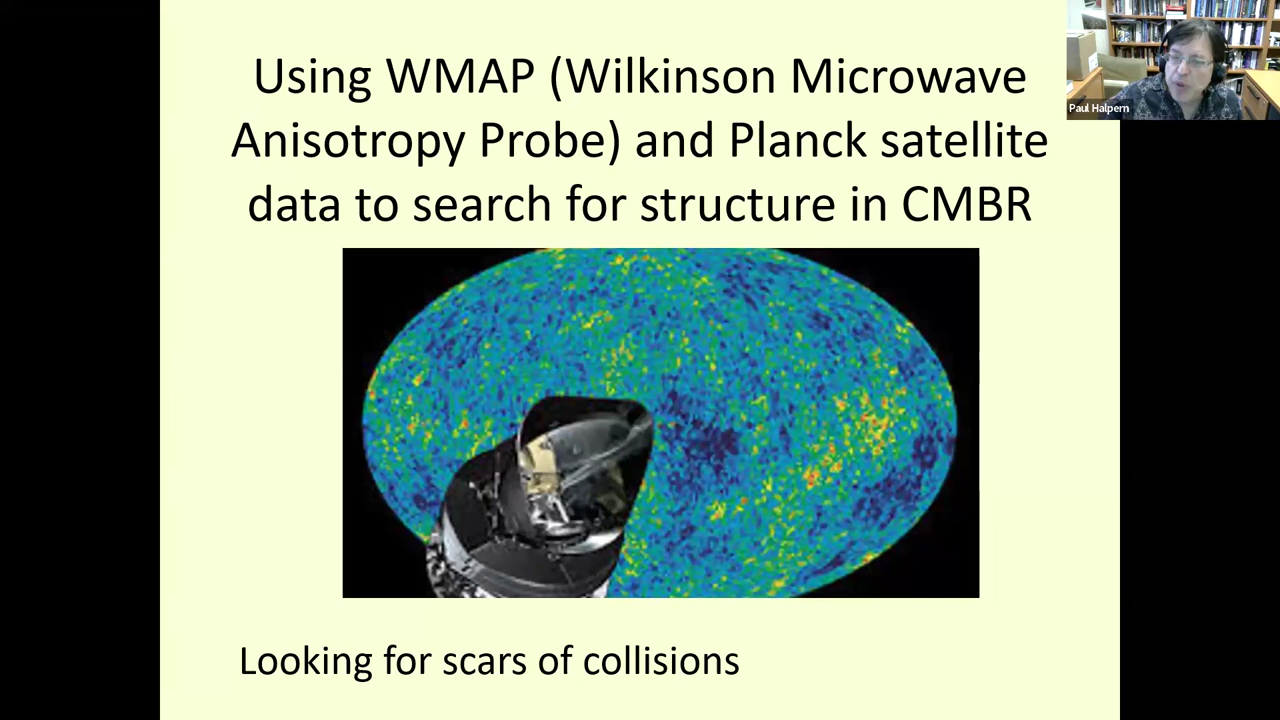 Using WMAP (Wilkinson Microwave
Anisotropy Probe) and Planck satellite
data to search for structure in CMBR
Paul Halpern
Looking for scars of collisions